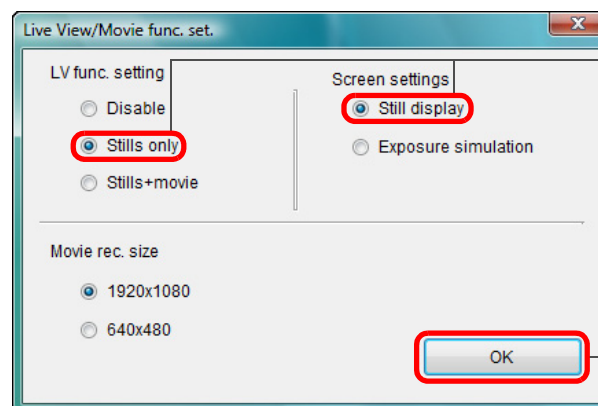 Live View/Movie func. set.
LV func. setting
Disable
Stills only
Stills+movie
Screen settings
Still display
Exposure simulation
Movie rec. size
1920x1080
640x480
OK